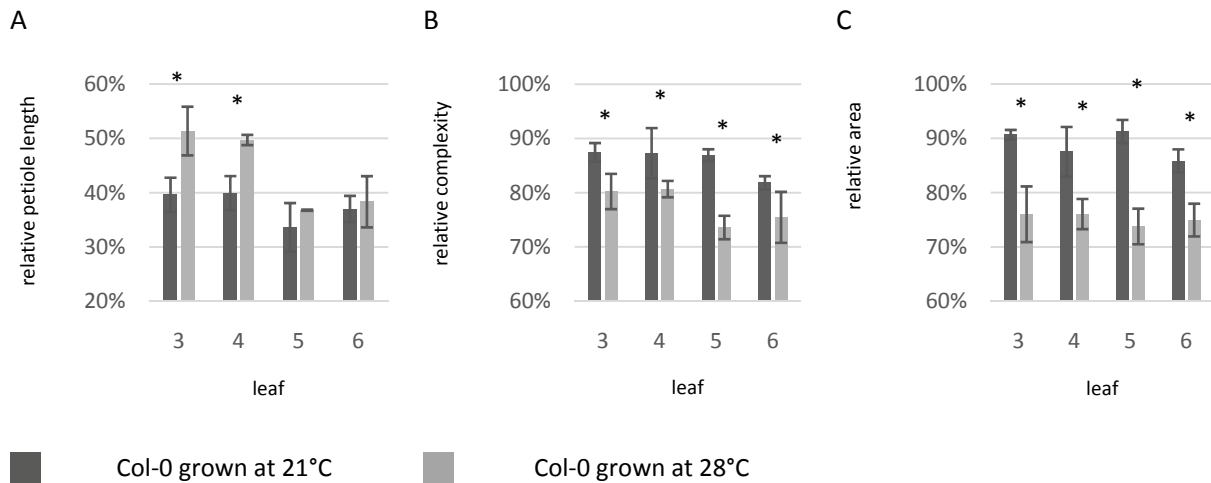 A
relative petiole length
60%
50%
40%
30%
20%
*
*
3 4 5 6
leaf
B
relative complexity
100%
90%
80%
70%
60%
*
*
*
*
3 4 5 6
leaf
C
relative area
100%
90%
80%
70%
60%
*
*
*
*
3 4 5 6
leaf
Col-0 grown at 21°C
Col-0 grown at 28°C